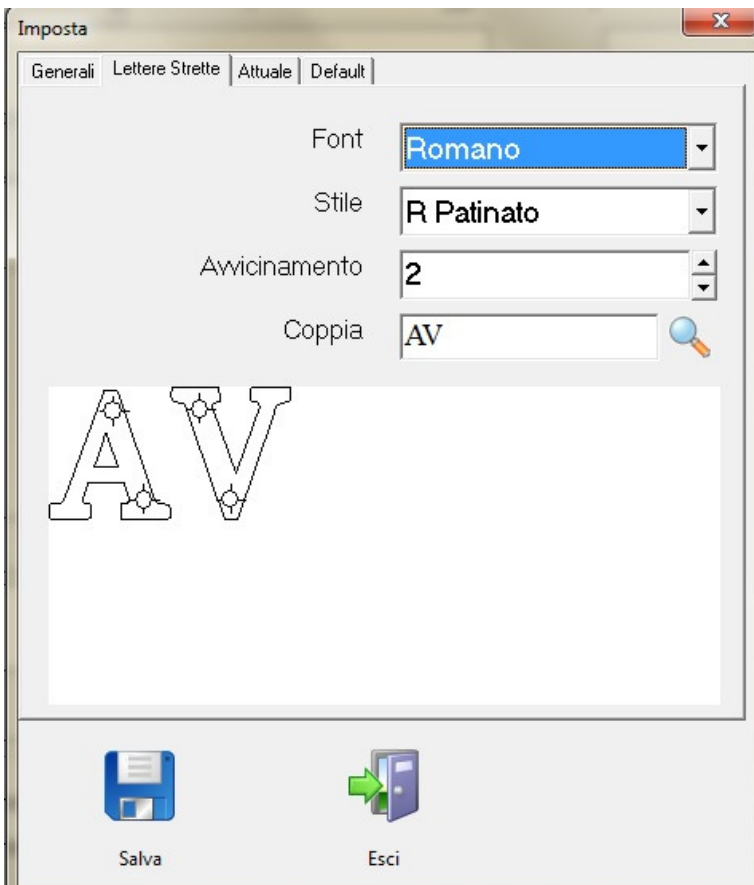 Imposta
Generali Lettere Strette Attuale Default
Font Romano
Stile R Patinato
Avvicinamento 2
Coppia AV
AV
Salva Esci